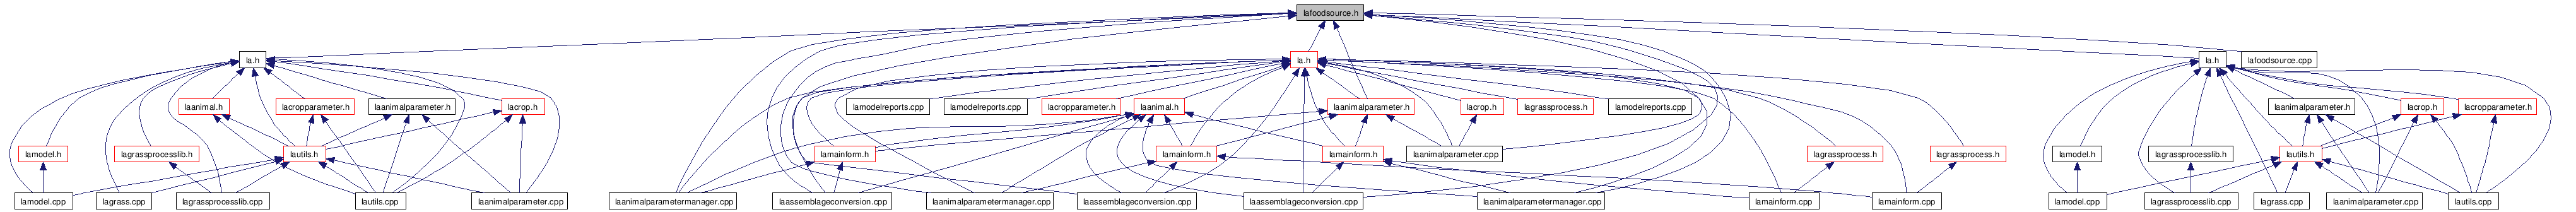 lafoodsource.h
la.h
la.h
la.h
lafoodsource.cpp
laanimal.h
lacropparameter.h
laanimalparameter.h
lacrop.h
lamodelreports.cpp
lamodelreports.cpp
lacropparameter.h
laanimal.h
laanimalparameter.h
lacrop.h
lagrassprocess.h
lamodelreports.cpp
laanimalparameter.h
lacrop.h
lacropparameter.h
lamodel.h
lagrassprocesslib.h
lautils.h
lamainform.h
lamainform.h
lamainform.h
laanimalparameter.cpp
lagrassprocess.h
lagrassprocess.h
lamodel.h
lagrassprocesslib.h
lautils.h
lamodel.cpp
lagrass.cpp
lagrassprocesslib.cpp
lautils.cpp
laanimalparameter.cpp
laanimalparametermanager.cpp
laassemblageconversion.cpp
laanimalparametermanager.cpp
laassemblageconversion.cpp
laassemblageconversion.cpp
laanimalparametermanager.cpp
lamainform.cpp
lamainform.cpp
lamodel.cpp
lagrassprocesslib.cpp
lagrass.cpp
laanimalparameter.cpp
lautils.cpp